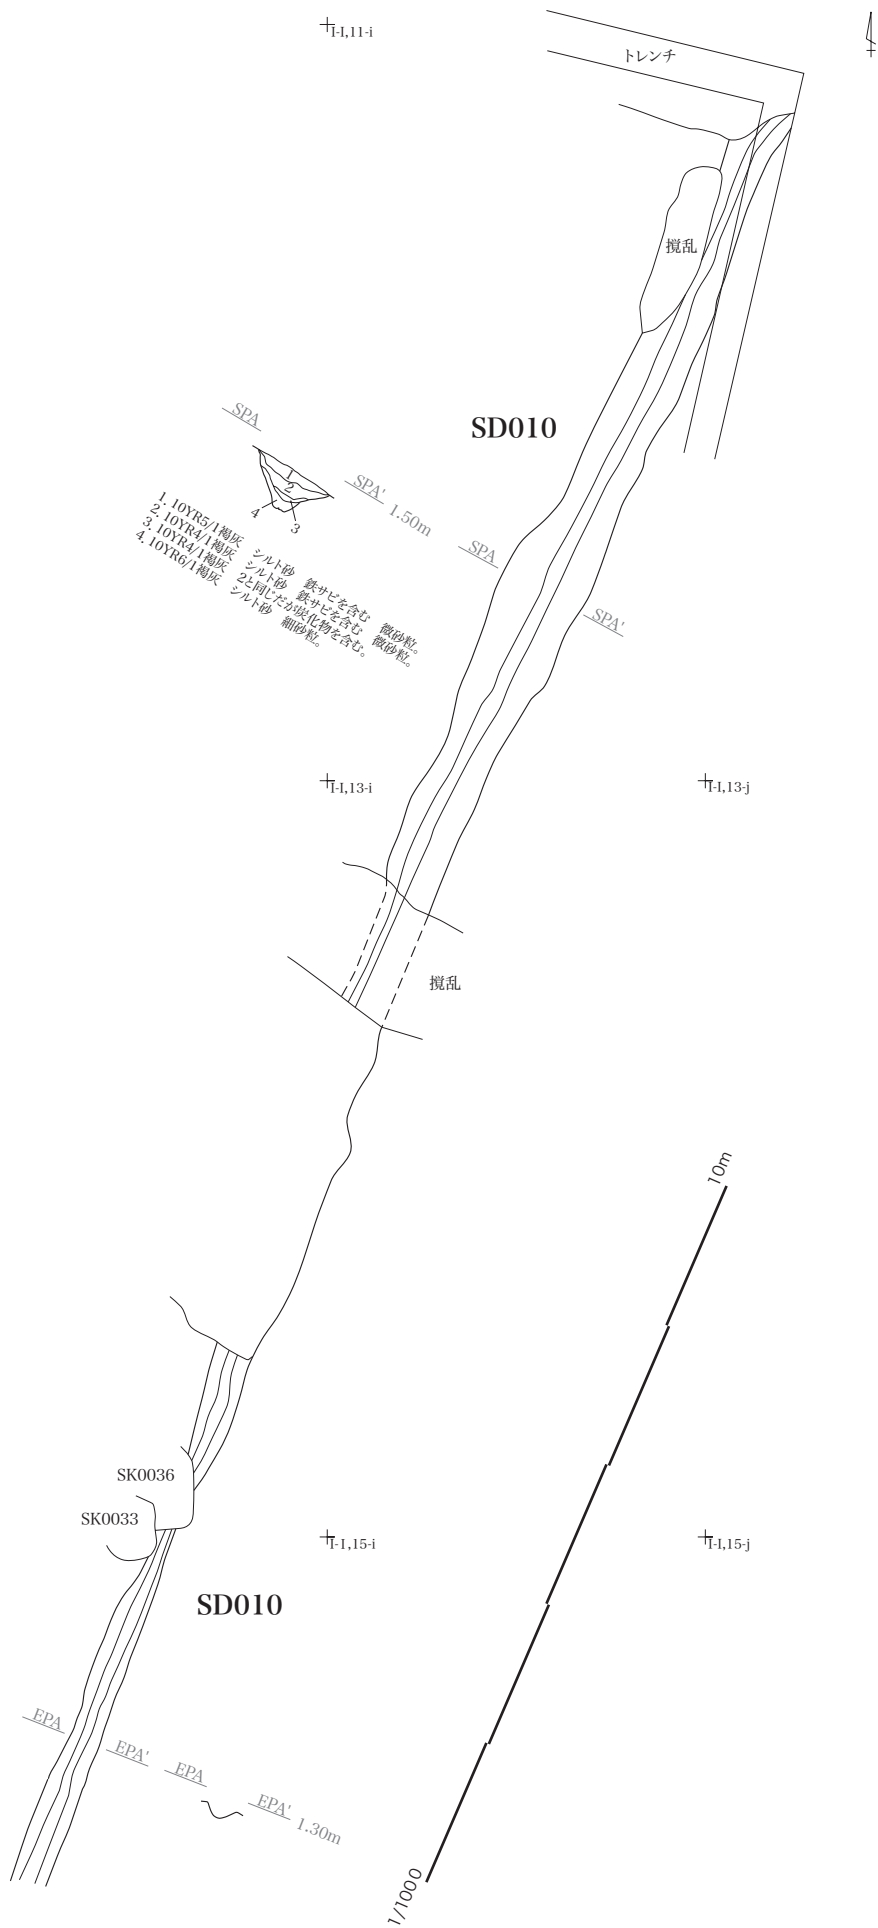 I-I,11-i
トレンチ
撹乱
SD010
SPA
SPA' 1.50m
1
2
3
4
1. 10YR5/1褐灰 シルト砂 鉄サビを含む 微砂粒。
2. 10YR4/1褐灰 シルト砂 鉄サビを含む 微砂粒。
3. 10YR4/1褐灰 2と同じだが炭化物を含む。
4. 10YR6/1褐灰 シルト砂 細砂粒。
SPA
SPA'
I-I,13-i
I-I,13-j
撹乱
10m
SK0036
SK0033
I-I,15-i
I-I,15-j
SD010
EPA
EPA'
EPA
EPA' 1.30m
0
1/100